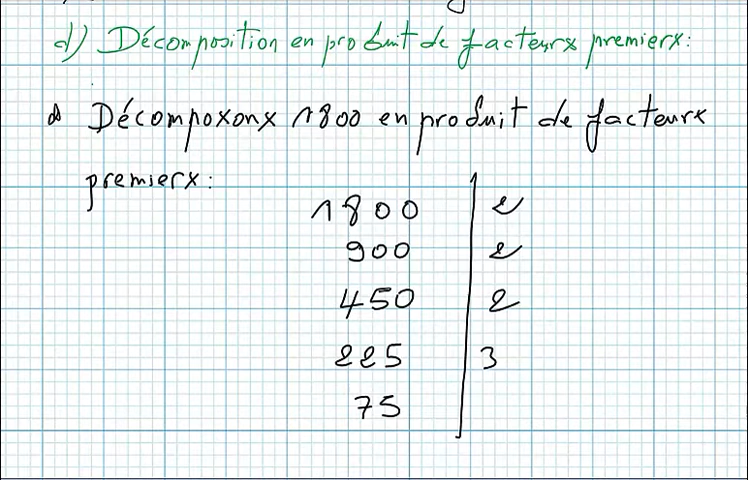 d) Décomposition en produit de facteurs premiers:
Décomposons 1800 en produit de facteurs
premiers:
1800 | 2
900 | 2
450 | 2
225 | 3
75 |